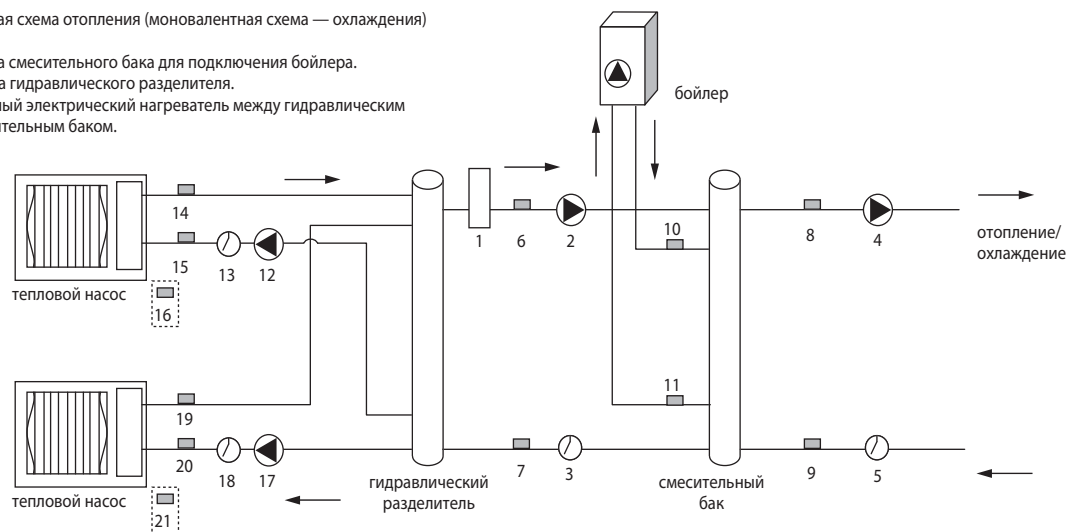 ая схема отопления (моновалентная схема — охлаждения)
а смесительного бака для подключения бойлера.
а гидравлического разделителя.
ный электрический нагреватель между гидравлическим
ительным баком.
бойлер
14
15
13
12
тепловой насос
16
1
6
2
10
8
4
отопление/
охлаждение
19
20
18
17
тепловой насос
21
11
7
3
9
5
гидравлический
разделитель
смесительный
бак